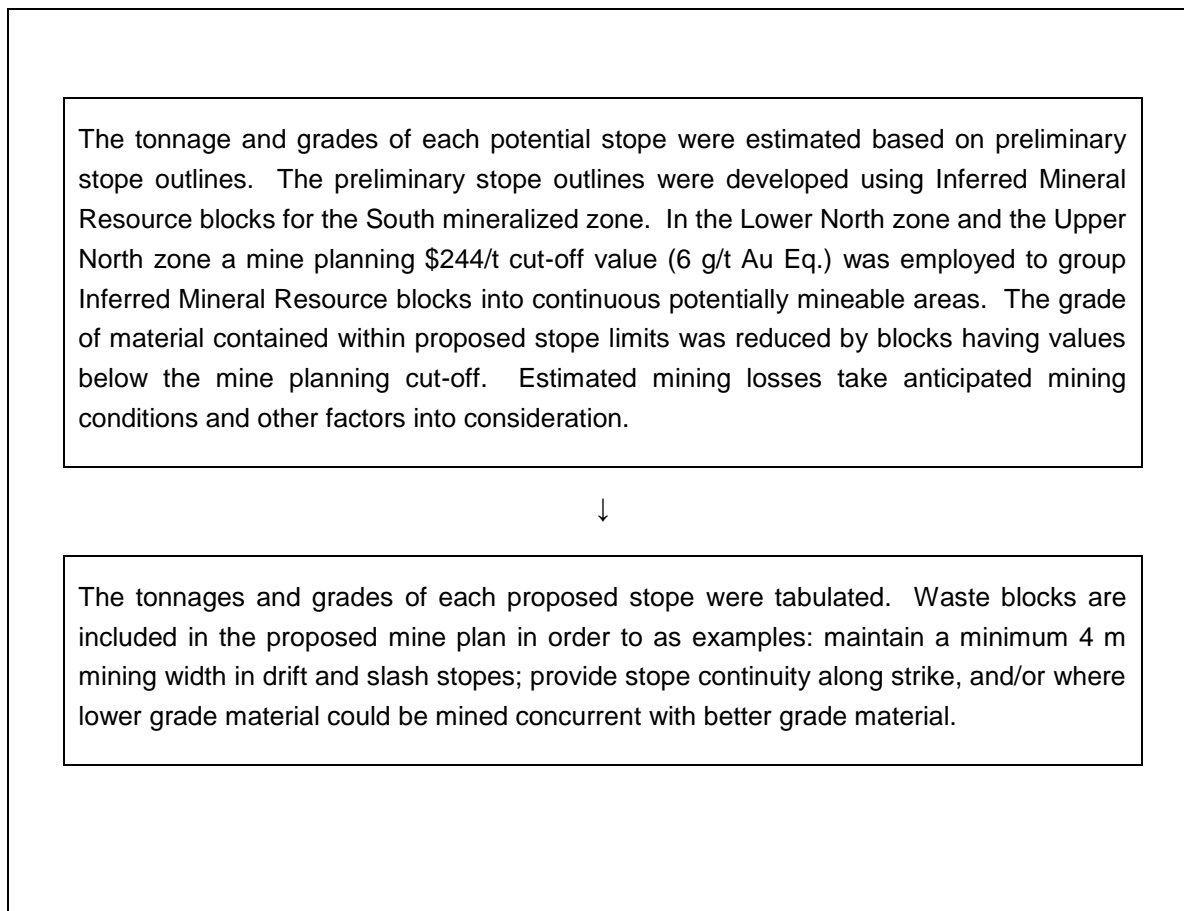 The tonnage and grades of each potential stope were estimated based on preliminary
stope outlines.  The preliminary stope outlines were developed using Inferred Mineral
Resource blocks for the South mineralized zone.  In the Lower North zone and the Upper
North zone a mine planning $244/t cut-off value (6 g/t Au Eq.) was employed to group
Inferred Mineral Resource blocks into continuous potentially mineable areas.  The grade
of material contained within proposed stope limits was reduced by blocks having values
below the mine planning cut-off.  Estimated mining losses take anticipated mining
conditions and other factors into consideration.
↓
The tonnages and grades of each proposed stope were tabulated.  Waste blocks are
included in the proposed mine plan in order to as examples: maintain a minimum 4 m
mining width in drift and slash stopes; provide stope continuity along strike, and/or where
lower grade material could be mined concurrent with better grade material.